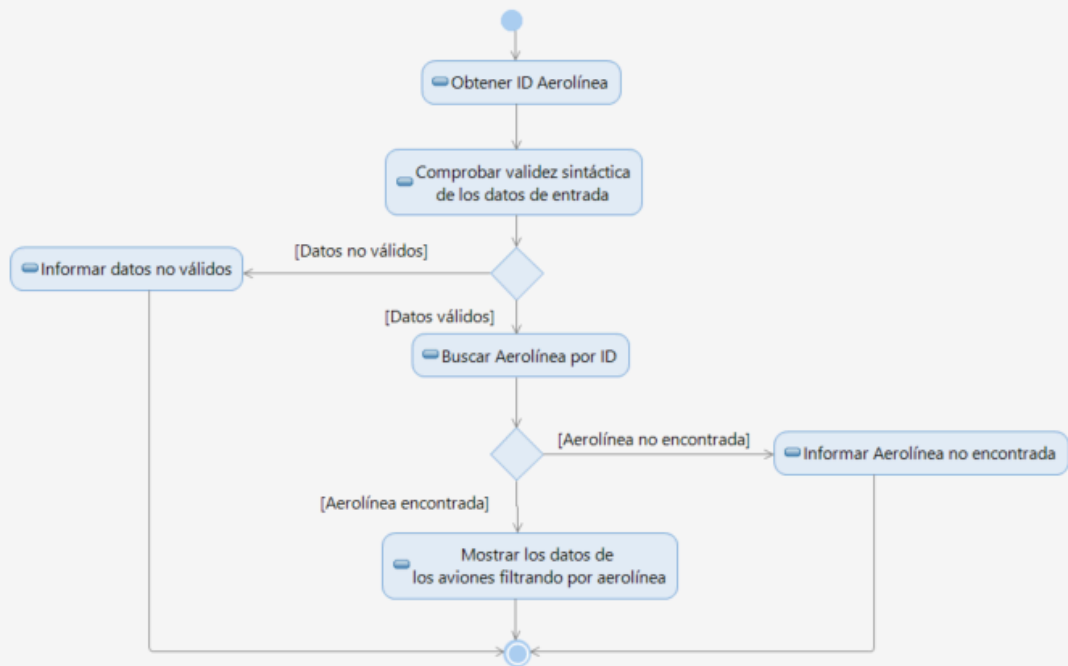 Obtener ID Aerolínea
Comprobar validez sintáctica
de los datos de entrada
[Datos no válidos]
Informar datos no válidos
[Datos válidos]
Buscar Aerolínea por ID
[Aerolínea no encontrada]
Informar Aerolínea no encontrada
[Aerolínea encontrada]
Mostrar los datos de
los aviones filtrando por aerolínea